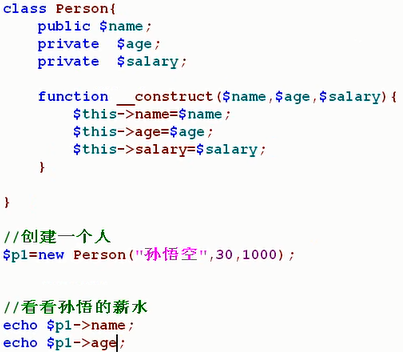 class Person{
    public $name;
    private  $age;
    private  $salary;
    function __construct($name,$age,$salary){
        $this->name=$name;
        $this->age=$age;
        $this->salary=$salary;
    }
}
//创建一个人
$p1=new Person("孙悟空",30,1000);
//看看孙悟的薪水
echo $p1->name;
echo $p1->age;